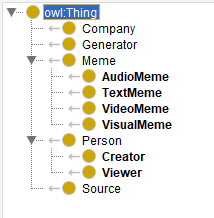 owl:Thing
Company
Generator
Meme
AudioMeme
TextMeme
VideoMeme
VisualMeme
Person
Creator
Viewer
Source